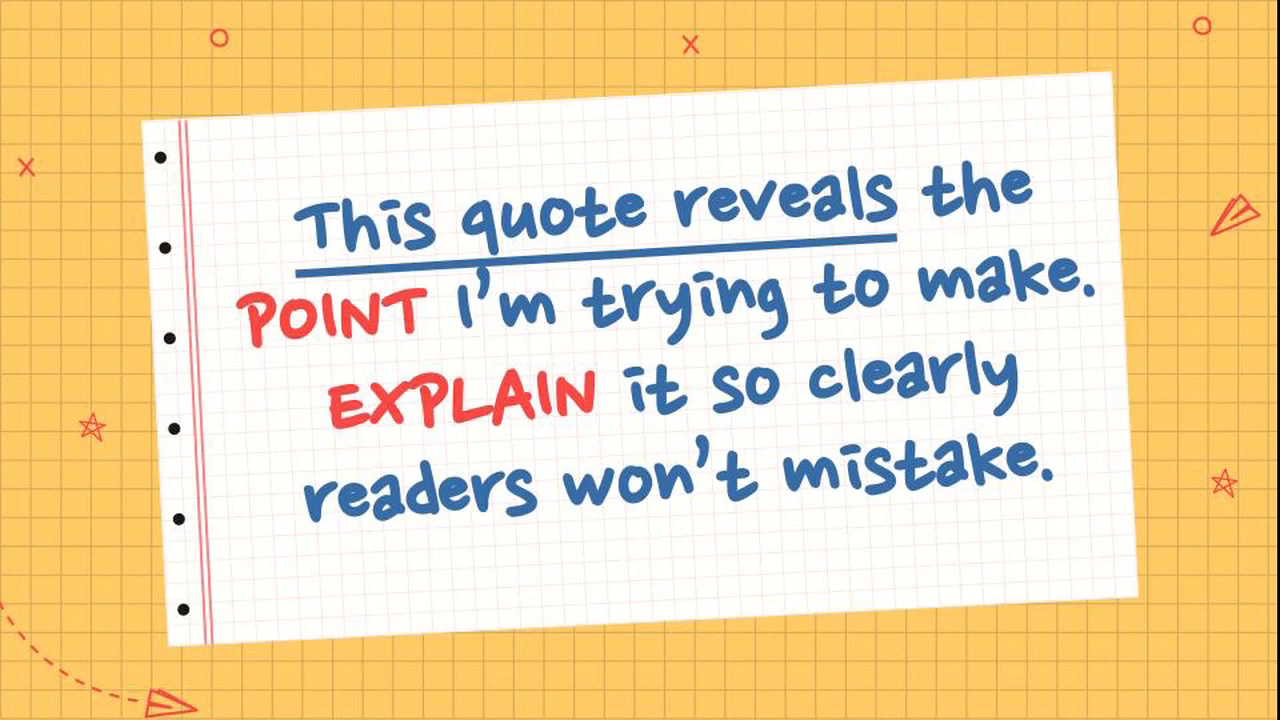 This quote reveals the
POINT I'm trying to make.
EXPLAIN it so clearly
readers won't mistake.